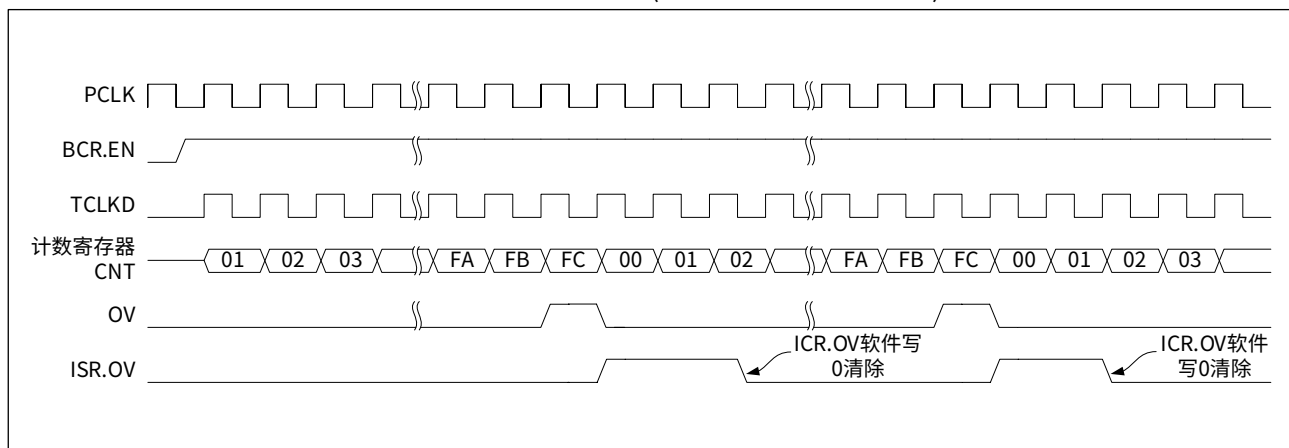 PCLK
BCR.EN
TCLKD
计数寄存器
CNT
01 02 03 FA FB FC 00 01 02 FA FB FC 00 01 02 03
OV
ISR.OV
ICR.OV软件写
0清除
ICR.OV软件
写0清除